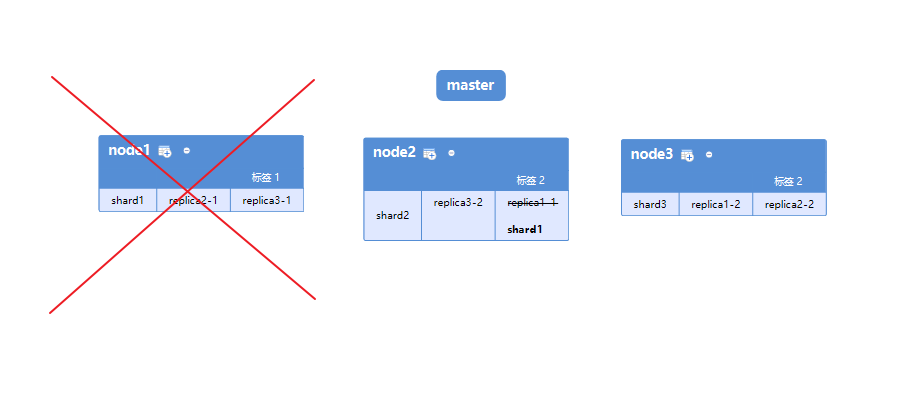 master
node1
标签 1
shard1 replica2-1 replica3-1
node2
标签 2
shard2 replica3-2 replica1-1
shard1
node3
标签 2
shard3 replica1-2 replica2-2